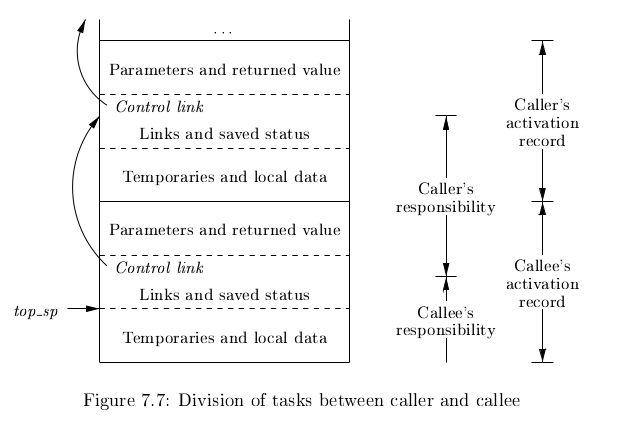 ...
Parameters and returned value
Control link
Links and saved status
Temporaries and local data
Parameters and returned value
Control link
Links and saved status
top_sp
Temporaries and local data
Caller's
responsibility
Callee's
responsibility
Caller's
activation
record
Callee's
activation
record
Figure 7.7: Division of tasks between caller and callee